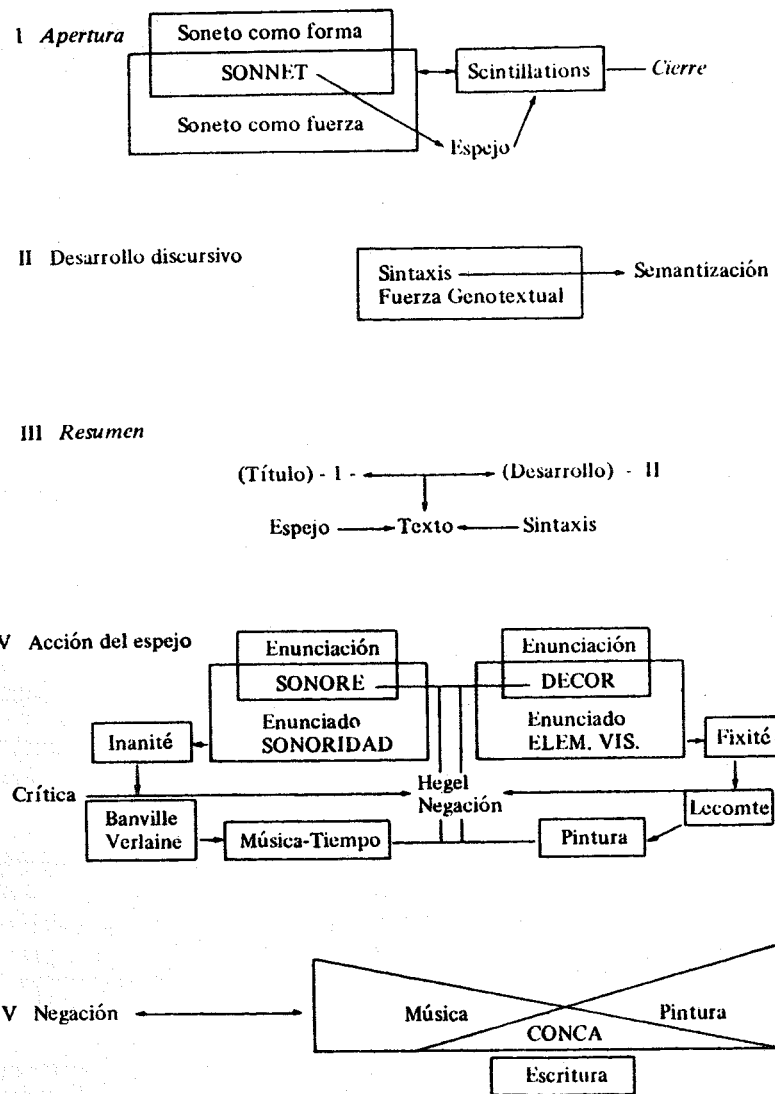 I Apertura
Soneto como forma
SONNET
Soneto como fuerza
Scintillations
Cierre
Espejo
II Desarrollo discursivo
Sintaxis
Fuerza Genotextual
Semantización
III Resumen
(Título) - I -
(Desarrollo) - II
Espejo
Texto
Sintaxis
V Acción del espejo
Enunciación
SONORE
Enunciado
SONORIDAD
Enunciación
DECOR
Enunciado
ELEM. VIS.
Inanité
Fixité
Crítica
Hegel
Negación
Banville
Verlaine
Música-Tiempo
Pintura
Lecomte
V Negación
Música
Pintura
CONCA
Escritura